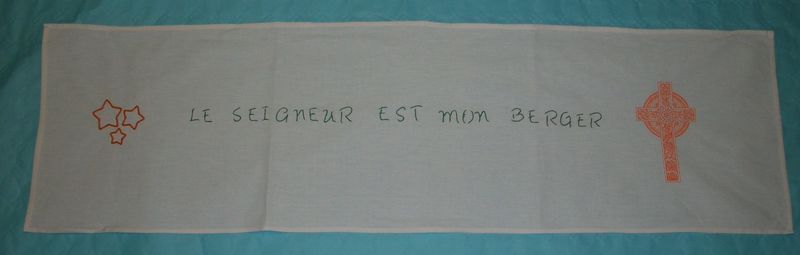 LE SEIGNEUR EST MON BERGER